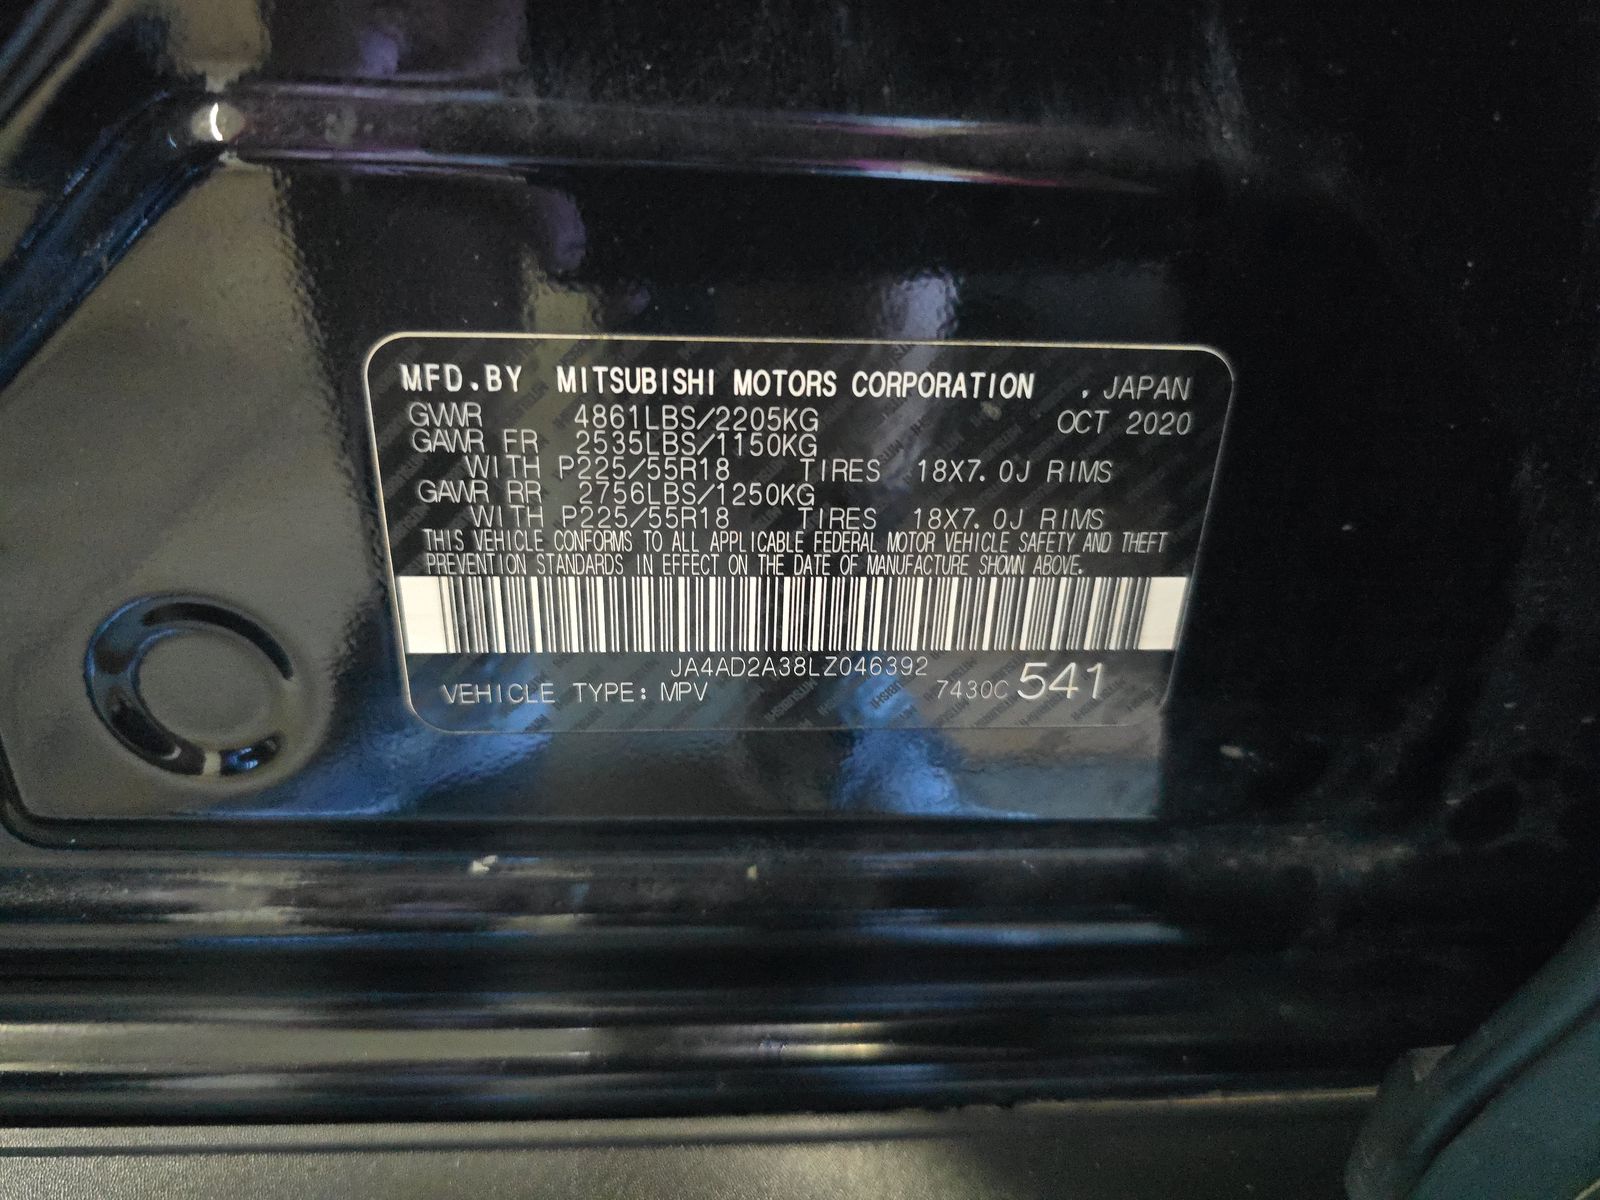 MFD.BY MITSUBISHI MOTORS CORPORATION , JAPAN
GVWR 4861LBS/2205KG OCT 2020
GAWR FR 2535LBS/1150KG
WITH P225/55R18 TIRES 18X7.0J RIMS
GAWR RR 2756LBS/1250KG
WITH P225/55R18 TIRES 18X7.0J RIMS
THIS VEHICLE CONFORMS TO ALL APPLICABLE FEDERAL MOTOR VEHICLE SAFETY AND THEFT
PREVENTION STANDARDS IN EFFECT ON THE DATE OF MANUFACTURE SHOWN ABOVE.
JA4AD2A38LZ046392
VEHICLE TYPE: MPV 7430C 541